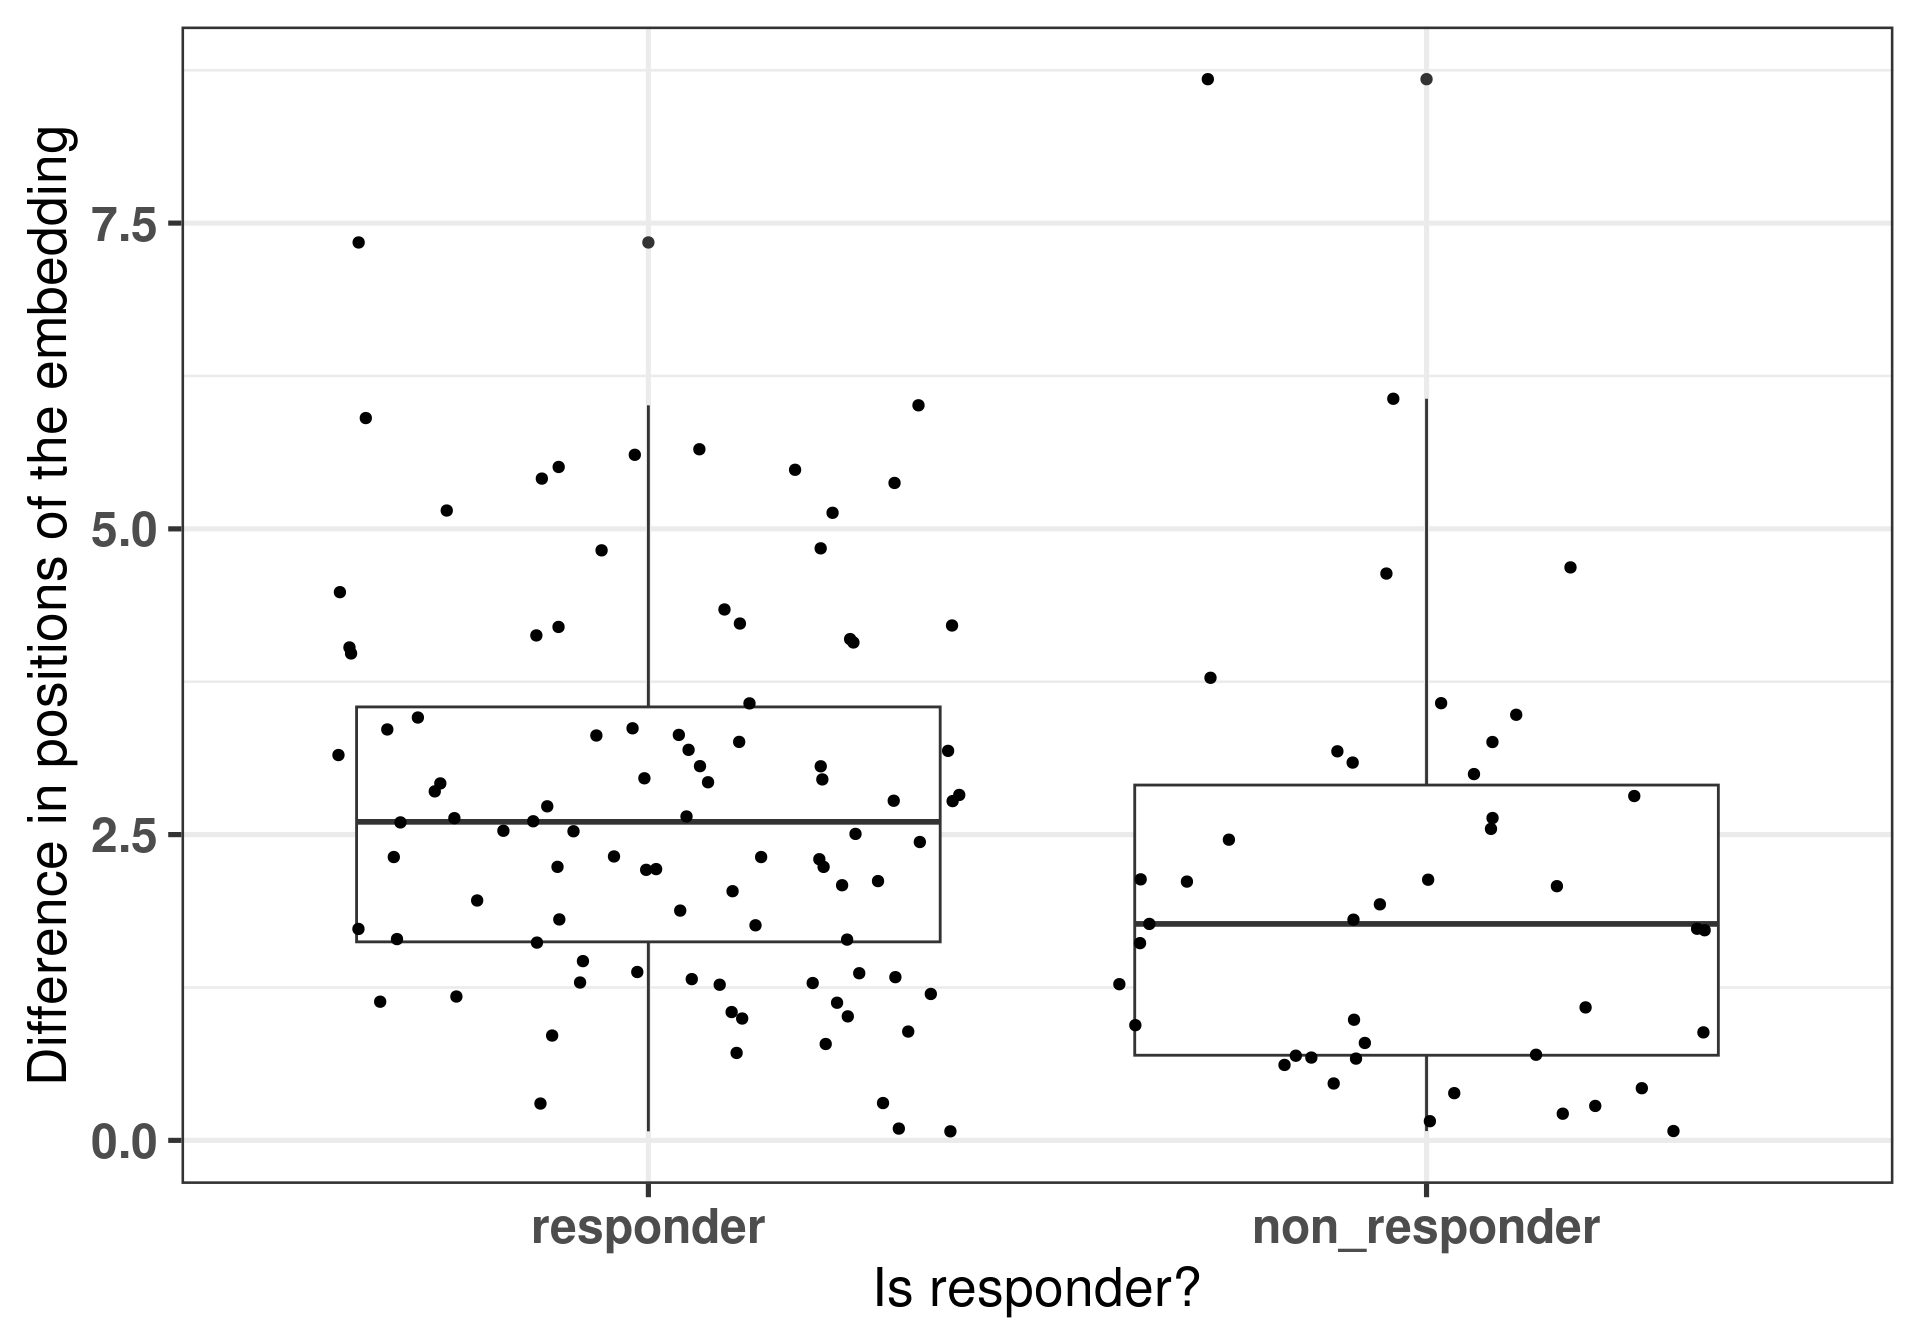 Difference in positions of the embedding
7.5
5.0
2.5
0.0
responder non_responder
Is responder?